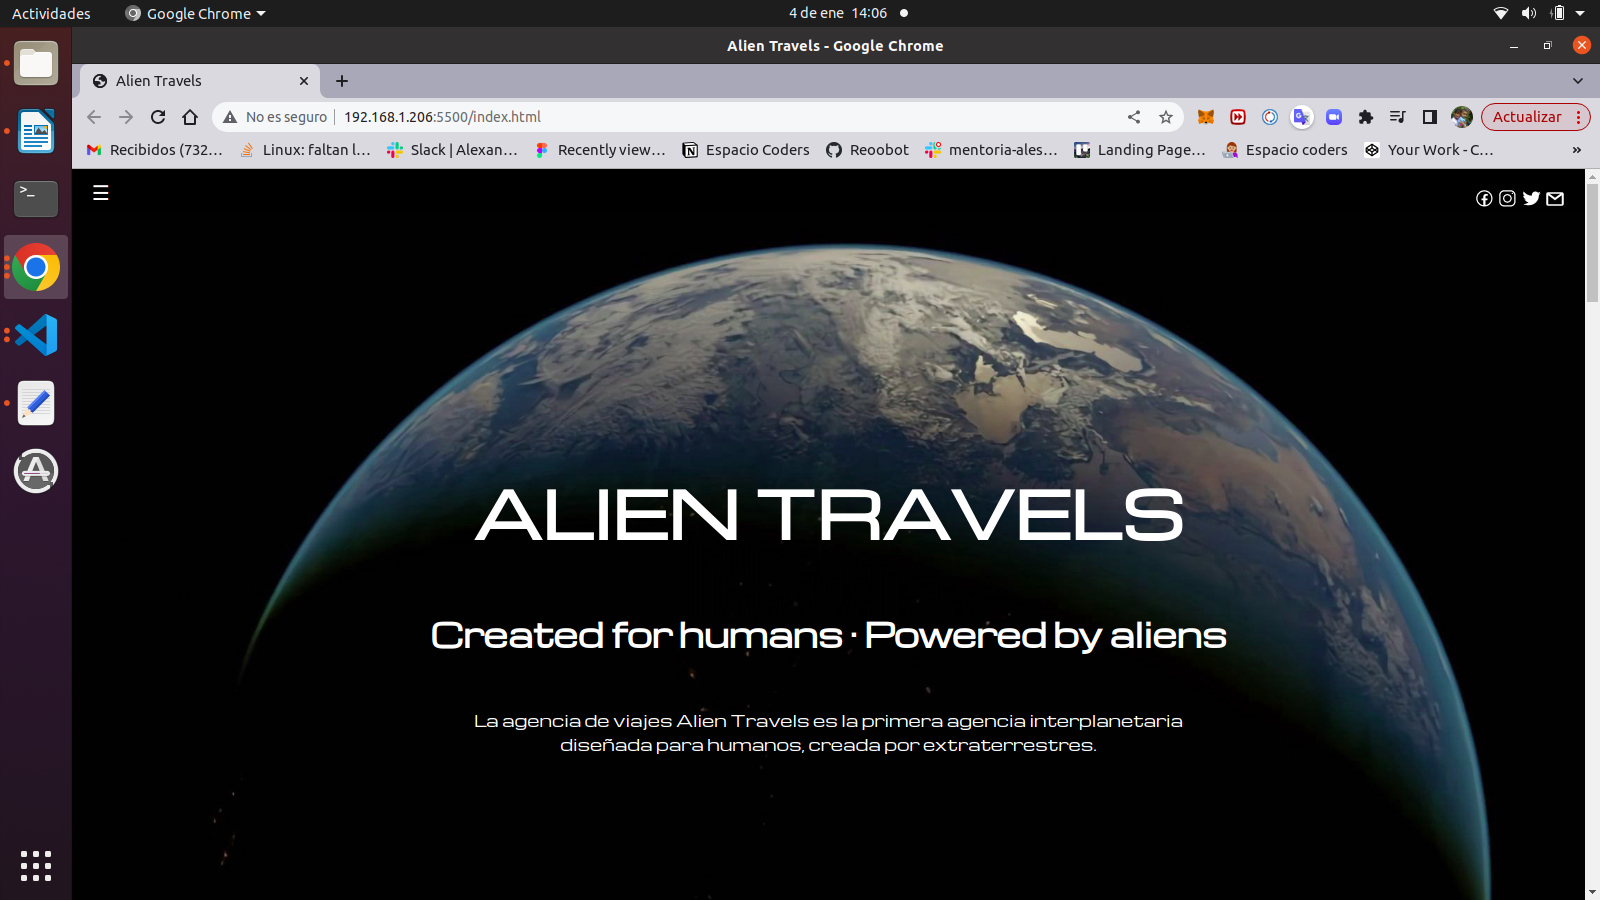 Actividades
Google Chrome
4 de ene 14:06
Alien Travels - Google Chrome
Alien Travels
No es seguro
192.168.1.206:5500/index.html
Actualizar
Recibidos (732...
Linux: faltan l...
Slack | Alexan...
Recently view...
Espacio Coders
Reoobot
mentoria-ales...
Landing Page...
Espacio coders
Your Work - C...
»
ALIEN TRAVELS
Created for humans · Powered by aliens
La agencia de viajes Alien Travels es la primera agencia interplanetaria
diseñada para humanos, creada por extraterrestres.